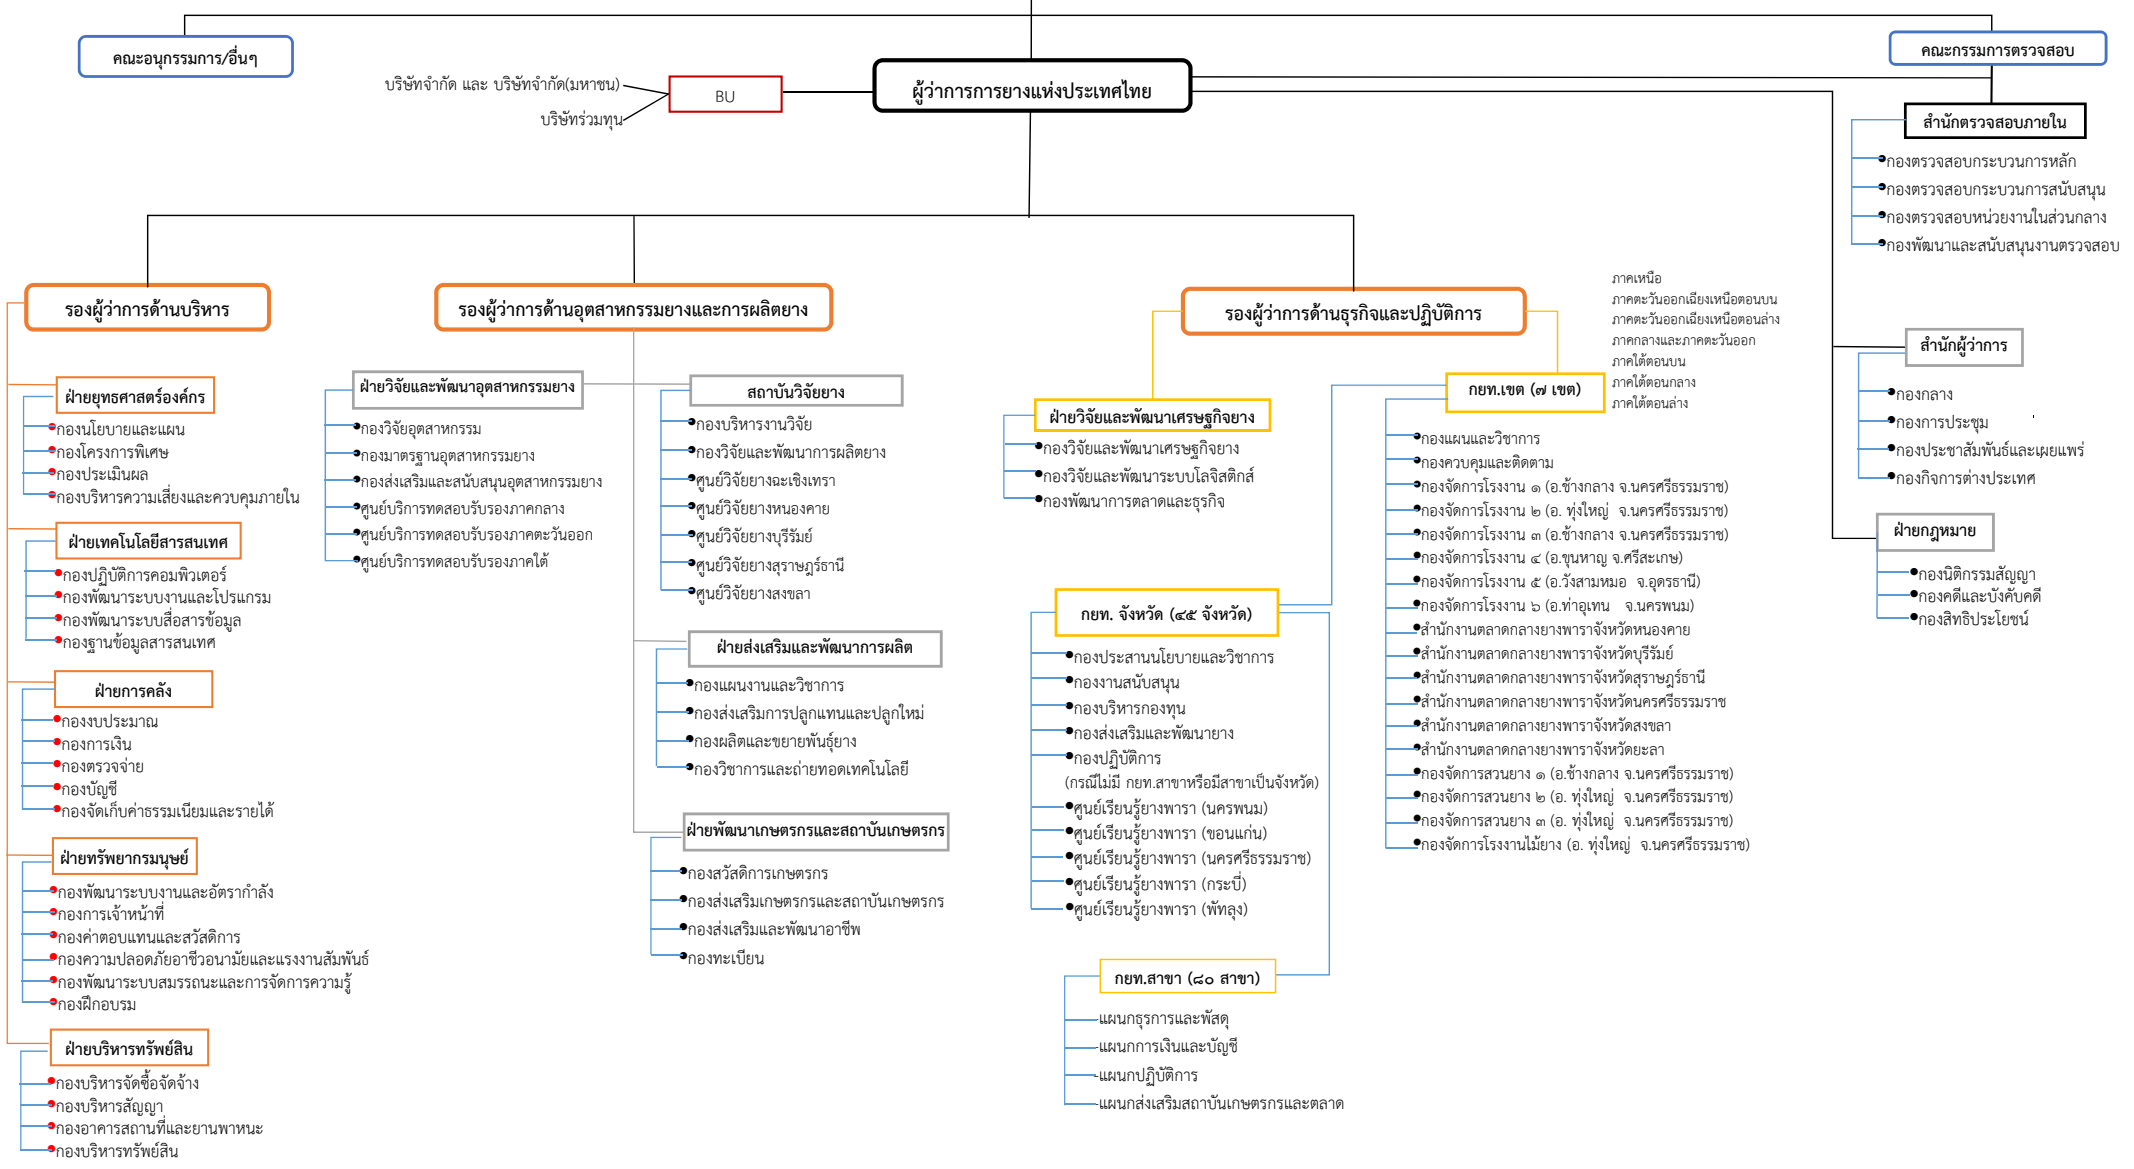 คณะอนุกรรมการ/อื่นๆ
คณะกรรมการตรวจสอบ
ผู้ว่าการการยางแห่งประเทศไทย
BU
บริษัทจำกัด และ บริษัทจำกัด(มหาชน)
บริษัทร่วมทุน
สำนักตรวจสอบภายใน
กองตรวจสอบกระบวนการหลัก
กองตรวจสอบกระบวนการสนับสนุน
กองตรวจสอบหน่วยงานในส่วนกลาง
กองพัฒนาและสนับสนุนงานตรวจสอบ
รองผู้ว่าการด้านบริหาร
ฝ่ายยุทธศาสตร์องค์กร
กองนโยบายและแผน
กองโครงการพิเศษ
กองประเมินผล
กองบริหารความเสี่ยงและควบคุมภายใน
ฝ่ายเทคโนโลยีสารสนเทศ
กองปฏิบัติการคอมพิวเตอร์
กองพัฒนาระบบงานและโปรแกรม
กองพัฒนาระบบสื่อสารข้อมูล
กองฐานข้อมูลสารสนเทศ
ฝ่ายการคลัง
กองงบประมาณ
กองการเงิน
กองตรวจจ่าย
กองบัญชี
กองจัดเก็บค่าธรรมเนียมและรายได้
ฝ่ายทรัพยากรมนุษย์
กองพัฒนาระบบงานและอัตรากำลัง
กองการเจ้าหน้าที่
กองค่าตอบแทนและสวัสดิการ
กองความปลอดภัยอาชีวอนามัยและแรงงานสัมพันธ์
กองพัฒนาระบบสมรรถนะและการจัดการความรู้
กองฝึกอบรม
ฝ่ายบริหารทรัพย์สิน
กองบริหารจัดซื้อจัดจ้าง
กองบริหารสัญญา
กองอาคารสถานที่และยานพาหนะ
กองบริหารทรัพย์สิน
รองผู้ว่าการด้านอุตสาหกรรมยางและการผลิตยาง
ฝ่ายวิจัยและพัฒนาอุตสาหกรรมยาง
กองวิจัยอุตสาหกรรม
กองมาตรฐานอุตสาหกรรมยาง
กองส่งเสริมและสนับสนุนอุตสาหกรรมยาง
ศูนย์บริการทดสอบรับรองภาคกลาง
ศูนย์บริการทดสอบรับรองภาคตะวันออก
ศูนย์บริการทดสอบรับรองภาคใต้
สถาบันวิจัยยาง
กองบริหารงานวิจัย
กองวิจัยและพัฒนาการผลิตยาง
ศูนย์วิจัยยางฉะเชิงเทรา
ศูนย์วิจัยยางหนองคาย
ศูนย์วิจัยยางบุรีรัมย์
ศูนย์วิจัยยางสุราษฎร์ธานี
ศูนย์วิจัยยางสงขลา
ฝ่ายส่งเสริมและพัฒนาการผลิต
กองแผนงานและวิชาการ
กองส่งเสริมการปลูกแทนและปลูกใหม่
กองผลิตและขยายพันธุ์ยาง
กองวิชาการและถ่ายทอดเทคโนโลยี
ฝ่ายพัฒนาเกษตรกรและสถาบันเกษตรกร
กองสวัสดิการเกษตรกร
กองส่งเสริมเกษตรกรและสถาบันเกษตรกร
กองส่งเสริมและพัฒนาอาชีพ
กองทะเบียน
รองผู้ว่าการด้านธุรกิจและปฏิบัติการ
ฝ่ายวิจัยและพัฒนาเศรษฐกิจยาง
กองวิจัยและพัฒนาเศรษฐกิจยาง
กองวิจัยและพัฒนาระบบโลจิสติกส์
กองพัฒนาการตลาดและธุรกิจ
กยท. จังหวัด (๔๕ จังหวัด)
กองประสานนโยบายและวิชาการ
กองงานสนับสนุน
กองบริหารกองทุน
กองส่งเสริมและพัฒนายาง
กองปฏิบัติการ
(กรณีไม่มี กยท.สาขาหรือมีสาขาเป็นจังหวัด)
ศูนย์เรียนรู้ยางพารา (นครพนม)
ศูนย์เรียนรู้ยางพารา (ขอนแก่น)
ศูนย์เรียนรู้ยางพารา (นครศรีธรรมราช)
ศูนย์เรียนรู้ยางพารา (กระบี่)
ศูนย์เรียนรู้ยางพารา (พัทลุง)
กยท.สาขา (๘๐ สาขา)
-แผนกธุรการและพัสดุ
-แผนกการเงินและบัญชี
-แผนกปฏิบัติการ
-แผนกส่งเสริมสถาบันเกษตรกรและตลาด
ภาคเหนือ
ภาคตะวันออกเฉียงเหนือตอนบน
ภาคตะวันออกเฉียงเหนือตอนล่าง
ภาคกลางและภาคตะวันออก
ภาคใต้ตอนบน
ภาคใต้ตอนกลาง
ภาคใต้ตอนล่าง
กยท.เขต (๗ เขต)
กองแผนและวิชาการ
กองควบคุมและติดตาม
กองจัดการโรงงาน ๑ (อ.ช้างกลาง จ.นครศรีธรรมราช)
กองจัดการโรงงาน ๒ (อ. ทุ่งใหญ่ จ.นครศรีธรรมราช)
กองจัดการโรงงาน ๓ (อ.ช้างกลาง จ.นครศรีธรรมราช)
กองจัดการโรงงาน ๔ (อ.ขุนหาญ จ.ศรีสะเกษ)
กองจัดการโรงงาน ๕ (อ.วังสามหมอ จ.อุดรธานี)
กองจัดการโรงงาน ๖ (อ.ท่าอุเทน จ.นครพนม)
สำนักงานตลาดกลางยางพาราจังหวัดหนองคาย
สำนักงานตลาดกลางยางพาราจังหวัดบุรีรัมย์
สำนักงานตลาดกลางยางพาราจังหวัดสุราษฎร์ธานี
สำนักงานตลาดกลางยางพาราจังหวัดนครศรีธรรมราช
สำนักงานตลาดกลางยางพาราจังหวัดสงขลา
สำนักงานตลาดกลางยางพาราจังหวัดยะลา
กองจัดการสวนยาง ๑ (อ.ช้างกลาง จ.นครศรีธรรมราช)
กองจัดการสวนยาง ๒ (อ. ทุ่งใหญ่ จ.นครศรีธรรมราช)
กองจัดการสวนยาง ๓ (อ. ทุ่งใหญ่ จ.นครศรีธรรมราช)
กองจัดการโรงงานไม้ยาง (อ. ทุ่งใหญ่ จ.นครศรีธรรมราช)
สำนักผู้ว่าการ
กองกลาง
กองการประชุม
กองประชาสัมพันธ์และเผยแพร่
กองกิจการต่างประเทศ
ฝ่ายกฎหมาย
กองนิติกรรมสัญญา
กองคดีและบังคับคดี
กองสิทธิประโยชน์